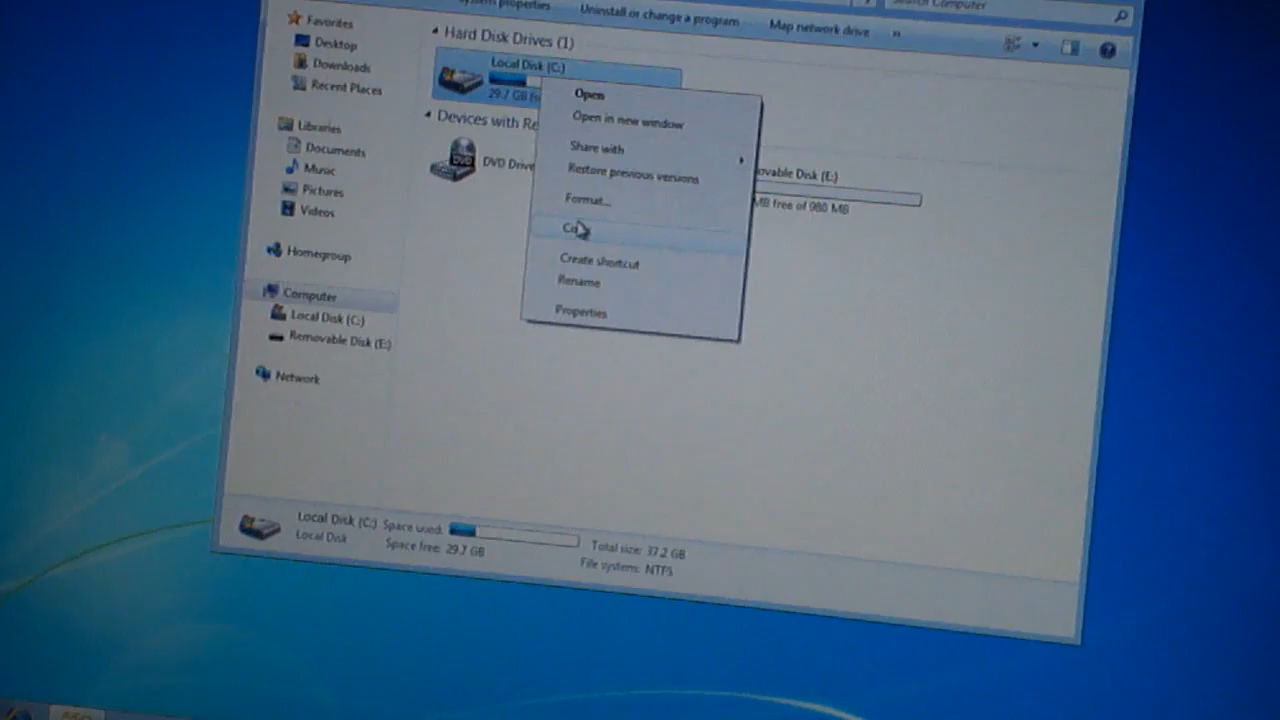 System properties
Uninstall or change a program
Map network drive
»
Search Computer
Favorites
Desktop
Downloads
Recent Places
Libraries
Documents
Music
Pictures
Videos
Homegroup
Computer
Local Disk (C:)
Removable Disk (E:)
Network
Hard Disk Drives (1)
Local Disk (C:)
29.7 GB fr
Devices with Re
DVD
DVD Drive
ovable Disk (E:)
MB free of 980 MB
Open
Open in new window
Share with
Restore previous versions
Format...
Co
Create shortcut
Rename
Properties
Local Disk (C:) Space used:
Total size: 37.2 GB
Local Disk
Space free: 29.7 GB
File system: NTFS